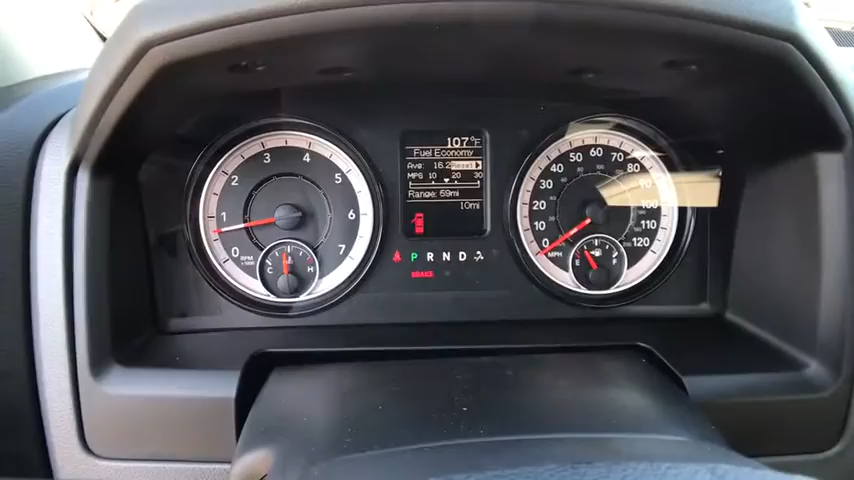 107°F
Fuel Economy
Avg: 16.2 Reset
MPG 10 20 30
Range: 59mi
10mi
0 1 2 3 4 5 6 7
RPM
x1000
C H
P R N D
BRAKE
10 20 30 40 50 60 70 80 90 100 110 120
MPH
E F